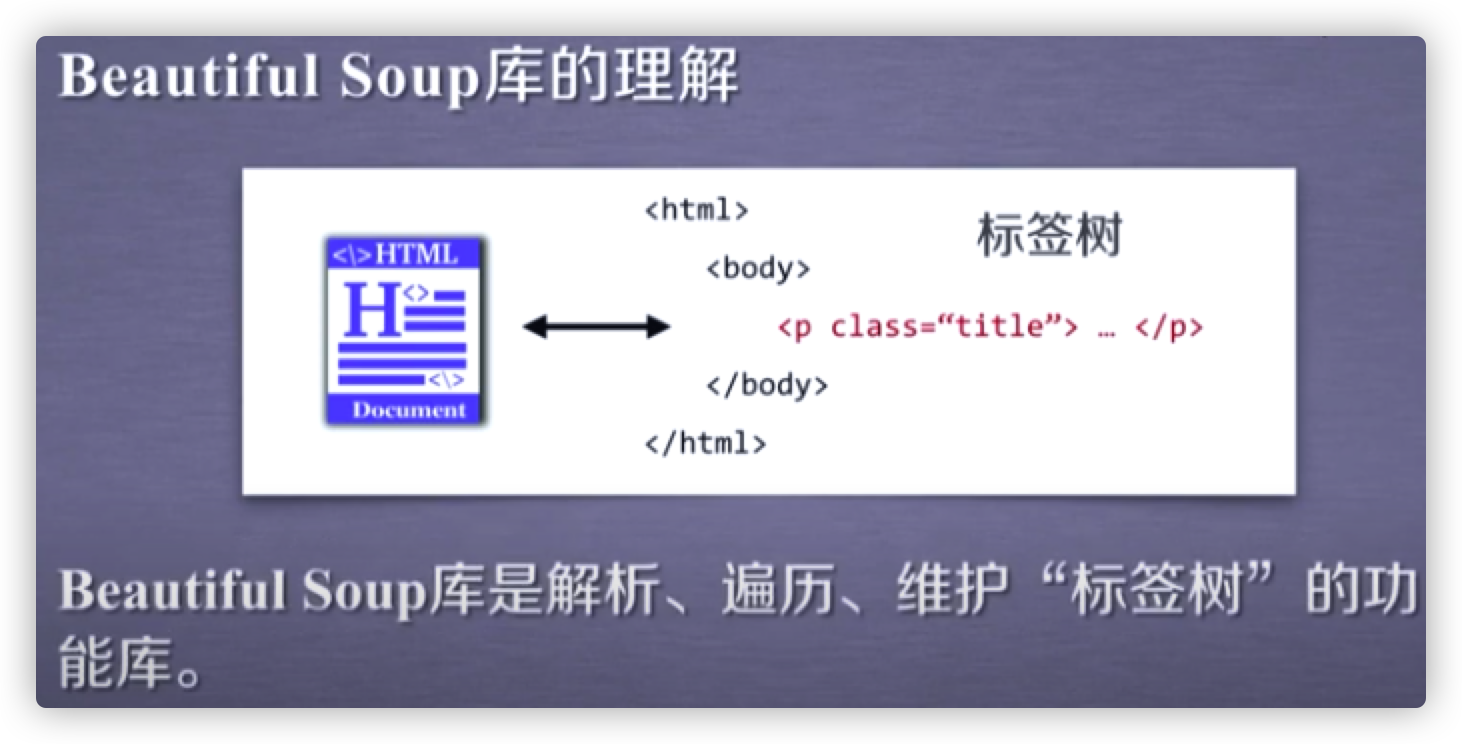 Beautiful Soup库的理解
<html>
标签树
<\>HTML
<body>
H<>
<p class=“title”> … </p>
<\>
</body>
Document
</html>
Beautiful Soup库是解析、遍历、维护“标签树”的功
能库。